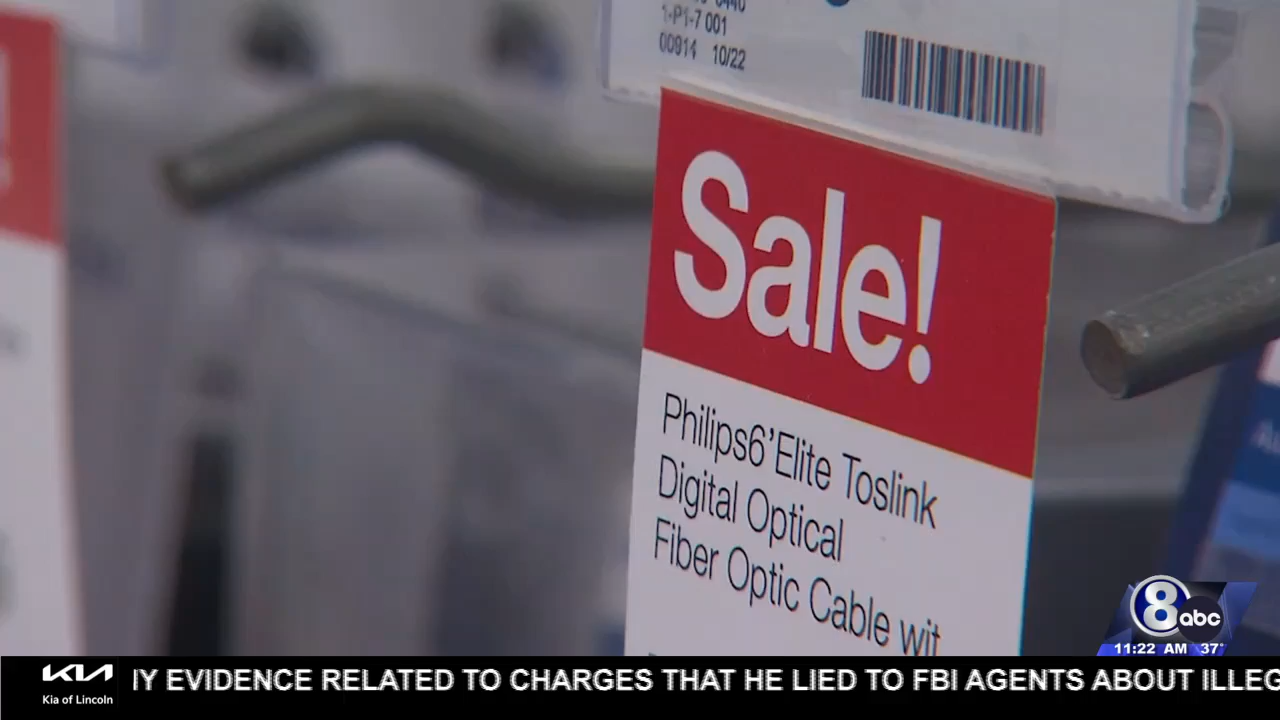 1-P1-7 001
00914 10/22
Sale!
Philips6'Elite Toslink
Digital Optical
Fiber Optic Cable wit
8 abc
11:22 AM 37°
KIA
Kia of Lincoln
EVIDENCE RELATED TO CHARGES THAT HE LIED TO FBI AGENTS ABOUT